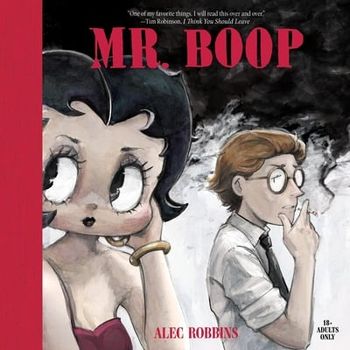 "One of my favorite things. I will read this over and over."
—Tim Robinson, I Think You Should Leave
MR. BOOP
ALEC ROBBINS
18+
ADULTS
ONLY